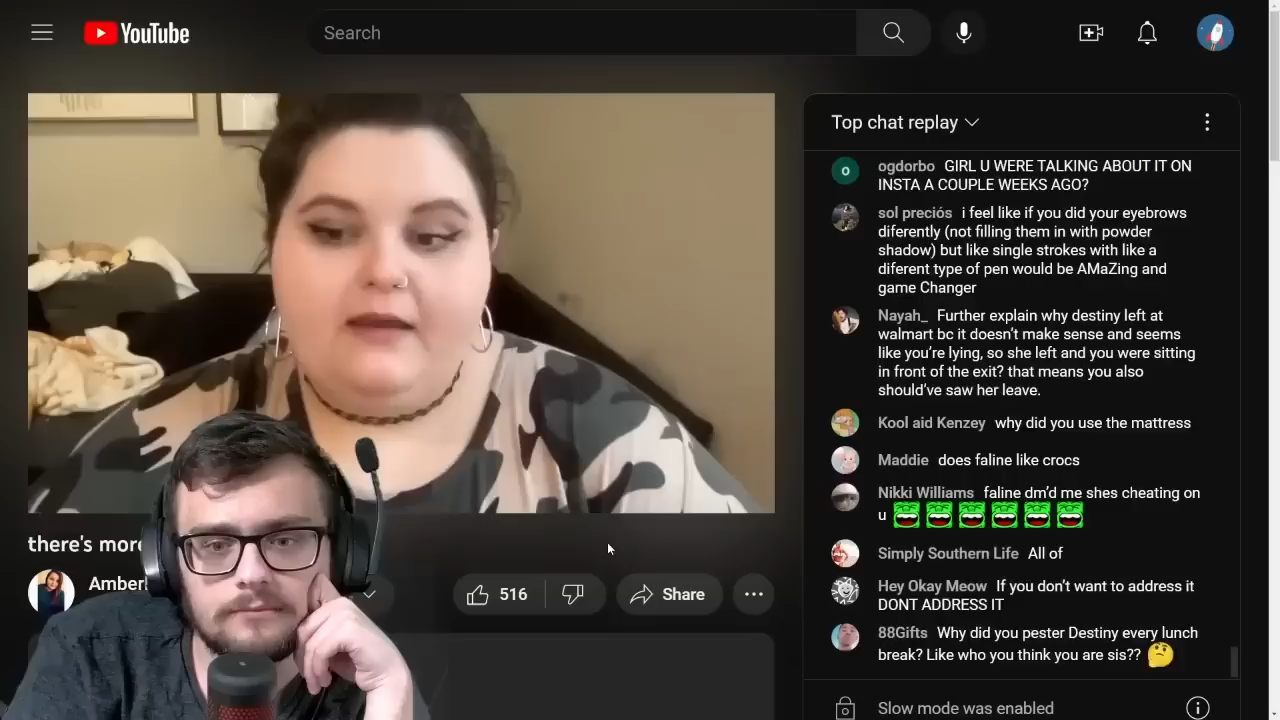 YouTube
Search
Top chat replay
ogdorbo GIRL U WERE TALKING ABOUT IT ON
INSTA A COUPLE WEEKS AGO?
sol preciós i feel like if you did your eyebrows
diferently (not filling them in with powder
shadow) but like single strokes with like a
diferent type of pen would be AMaZing and
game Changer
Nayah_ Further explain why destiny left at
walmart bc it doesn't make sense and seems
like you're lying, so she left and you were sitting
in front of the exit? that means you also
should've saw her leave.
Kool aid Kenzey why did you use the mattress
Maddie does faline like crocs
Nikki Williams faline dm'd me shes cheating on
u
Simply Southern Life All of
Hey Okay Meow If you don't want to address it
DONT ADDRESS IT
88Gifts Why did you pester Destiny every lunch
break? Like who you think you are sis??
Slow mode was enabled
there's more
Amber
516
Share